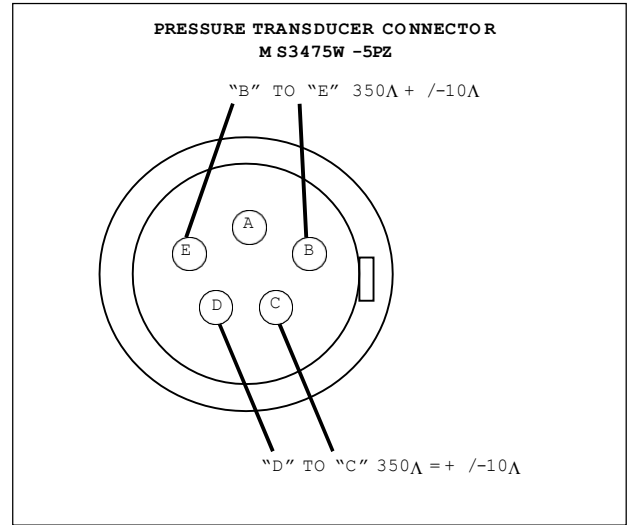 PRESSURE TRANSDUCER CONNECTOR
MS3475W -5PZ
“B” TO “E” 350Λ + /-10Λ
A
E
B
D
C
“D” TO “C” 350Λ = + /-10Λ